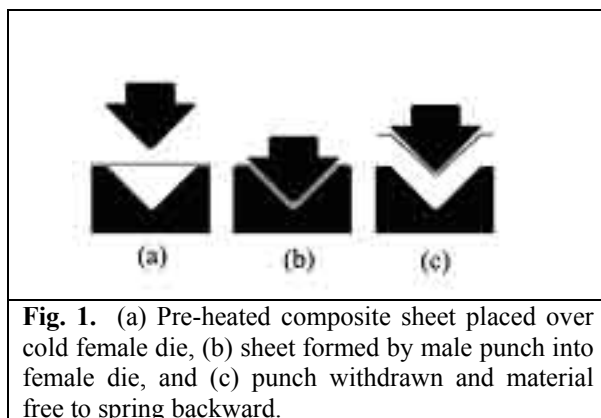 (a) (b) (c)
Fig. 1. (a) Pre-heated composite sheet placed over
cold female die, (b) sheet formed by male punch into
female die, and (c) punch withdrawn and material
free to spring backward.